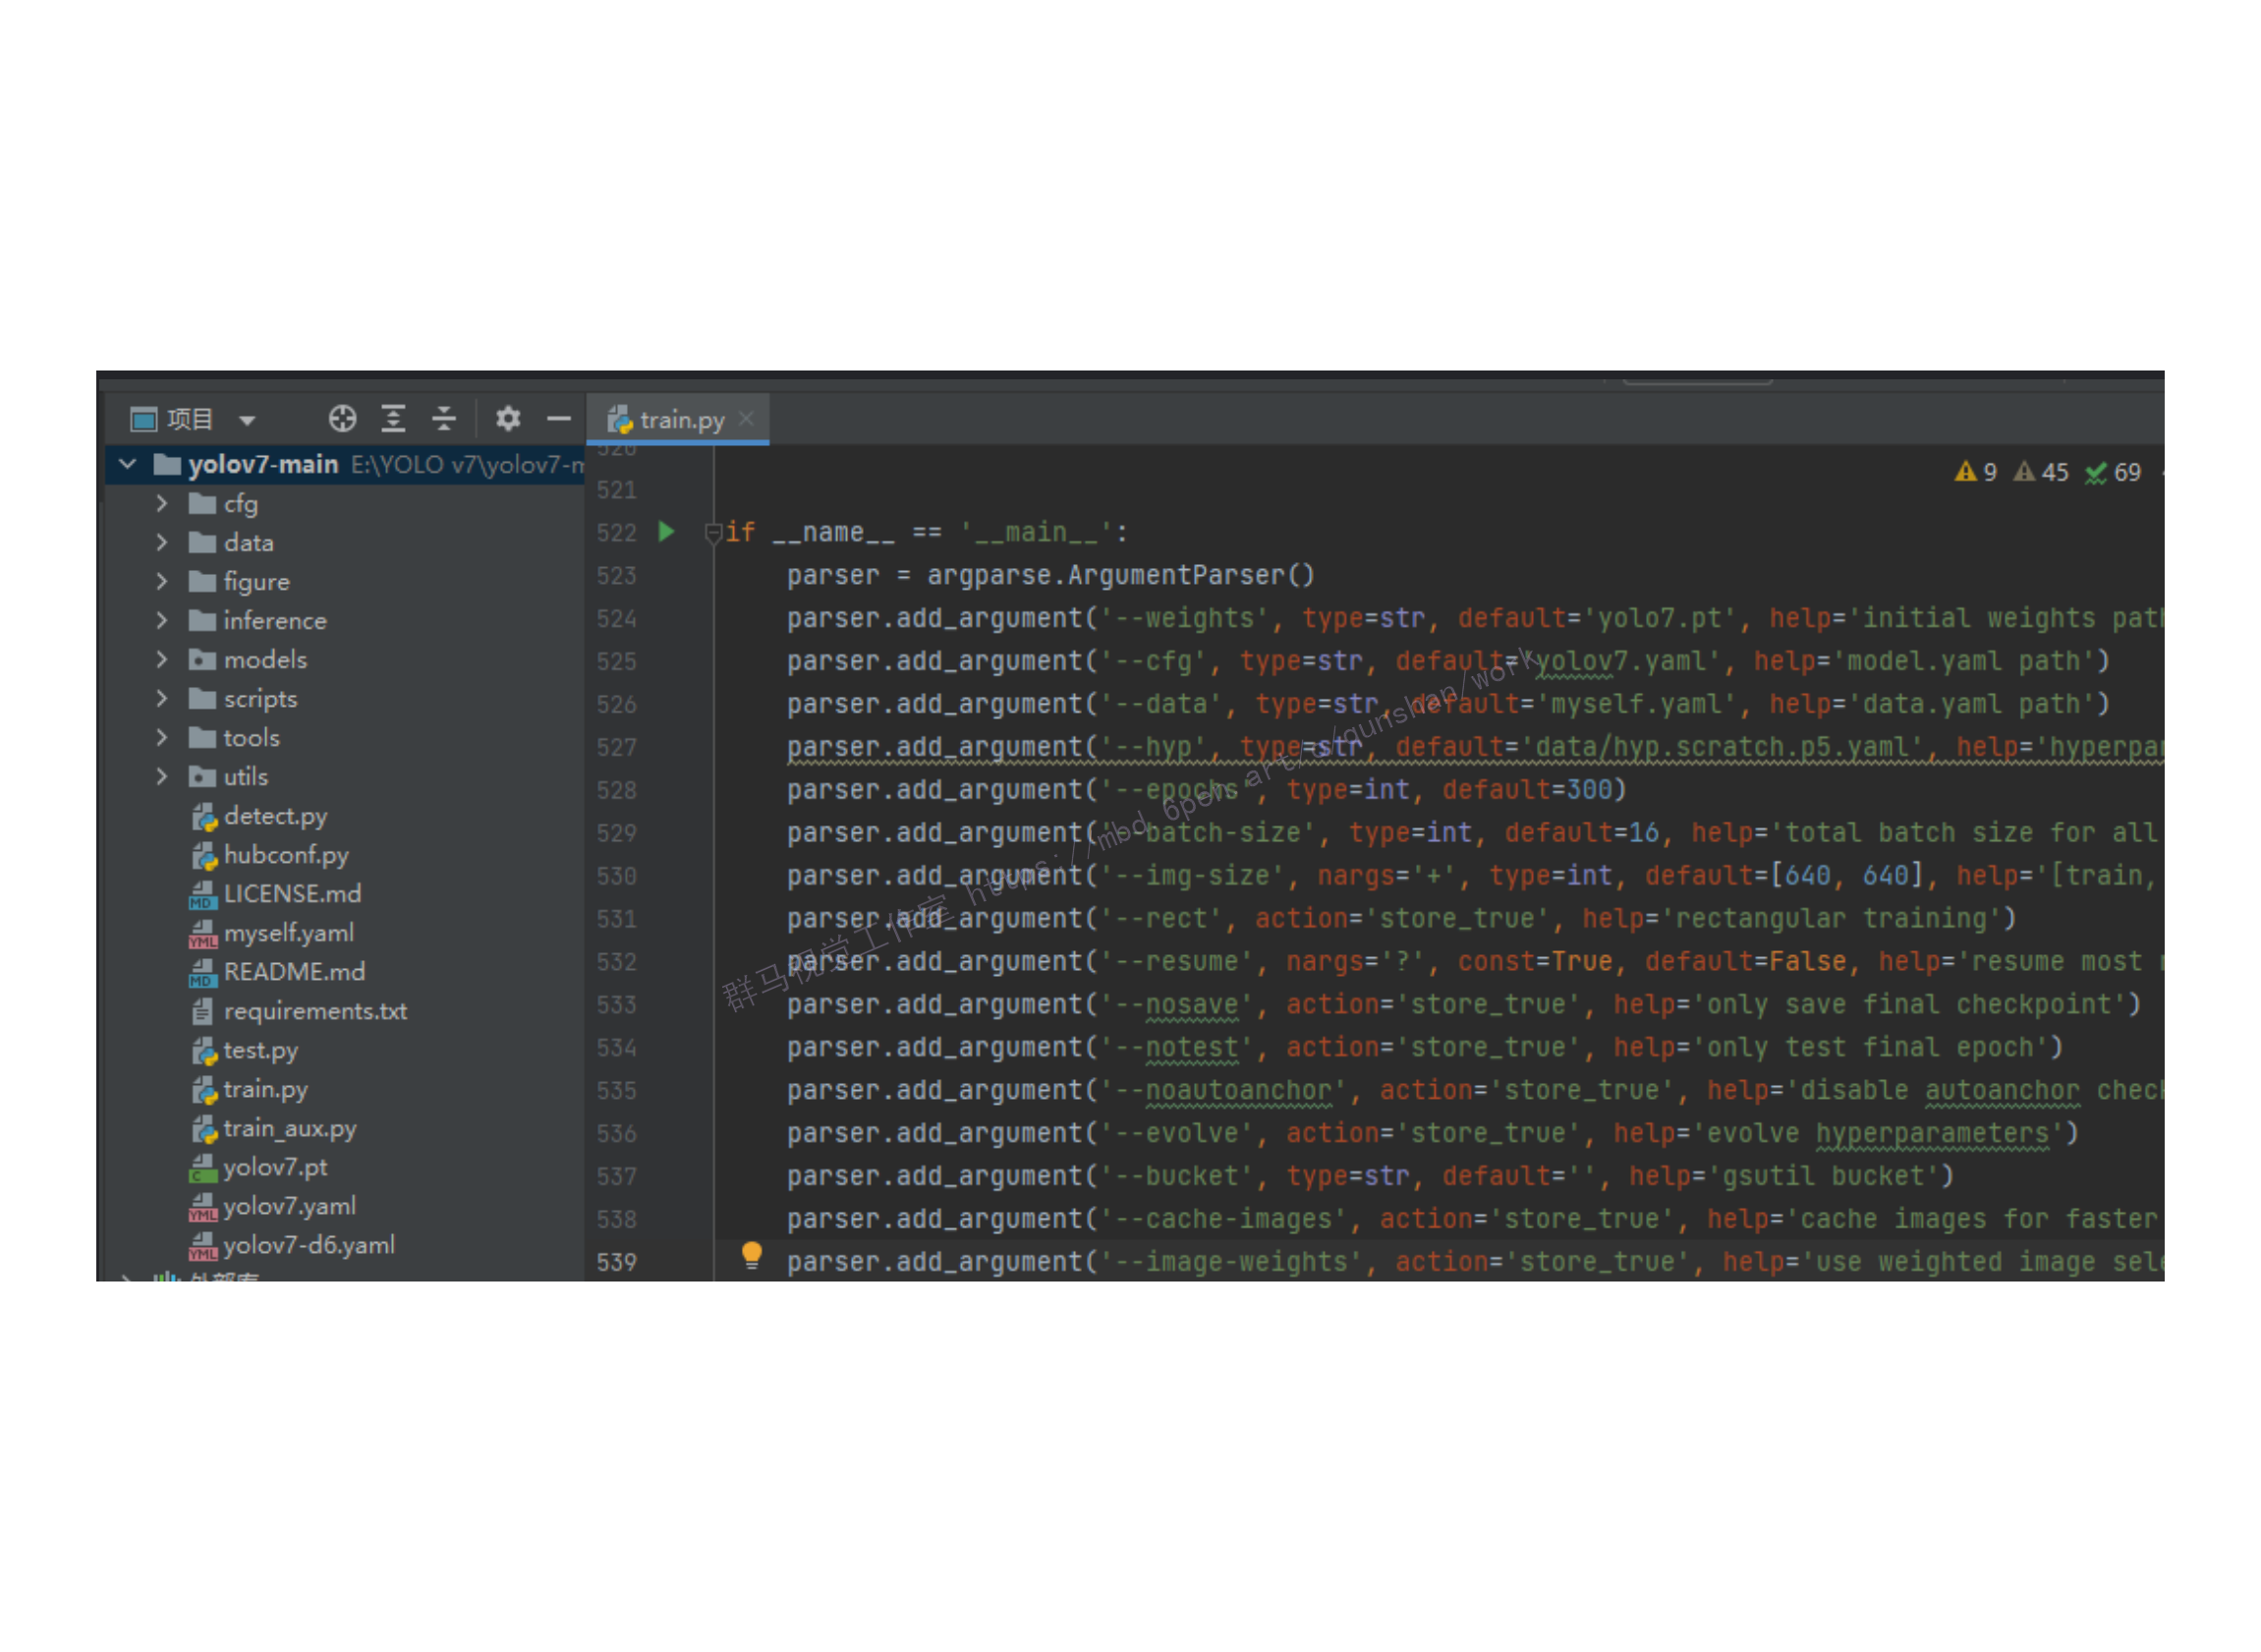 项目
train.py
yolov7-main E:\YOLO v7\yolov7-m
cfg
data
figure
inference
models
scripts
tools
utils
detect.py
hubconf.py
LICENSE.md
myself.yaml
README.md
requirements.txt
test.py
train.py
train_aux.py
yolov7.pt
yolov7.yaml
yolov7-d6.yaml
外部库
9 45 69
520
521
522 if __name__ == '__main__':
523 parser = argparse.ArgumentParser()
524 parser.add_argument('--weights', type=str, default='yolo7.pt', help='initial weights path
525 parser.add_argument('--cfg', type=str, default='yolov7.yaml', help='model.yaml path')
526 parser.add_argument('--data', type=str, default='myself.yaml', help='data.yaml path')
527 parser.add_argument('--hyp', type=str, default='data/hyp.scratch.p5.yaml', help='hyperpar
528 parser.add_argument('--epochs', type=int, default=300)
529 parser.add_argument('--batch-size', type=int, default=16, help='total batch size for all
530 parser.add_argument('--img-size', nargs='+', type=int, default=[640, 640], help='[train,
531 parser.add_argument('--rect', action='store_true', help='rectangular training')
532 parser.add_argument('--resume', nargs='?', const=True, default=False, help='resume most
533 parser.add_argument('--nosave', action='store_true', help='only save final checkpoint')
534 parser.add_argument('--notest', action='store_true', help='only test final epoch')
535 parser.add_argument('--noautoanchor', action='store_true', help='disable autoanchor check
536 parser.add_argument('--evolve', action='store_true', help='evolve hyperparameters')
537 parser.add_argument('--bucket', type=str, default='', help='gsutil bucket')
538 parser.add_argument('--cache-images', action='store_true', help='cache images for faster
539 parser.add_argument('--image-weights', action='store_true', help='use weighted image sele
群马视觉工作室 https://mbd.6pen.art/o/qunshan/work